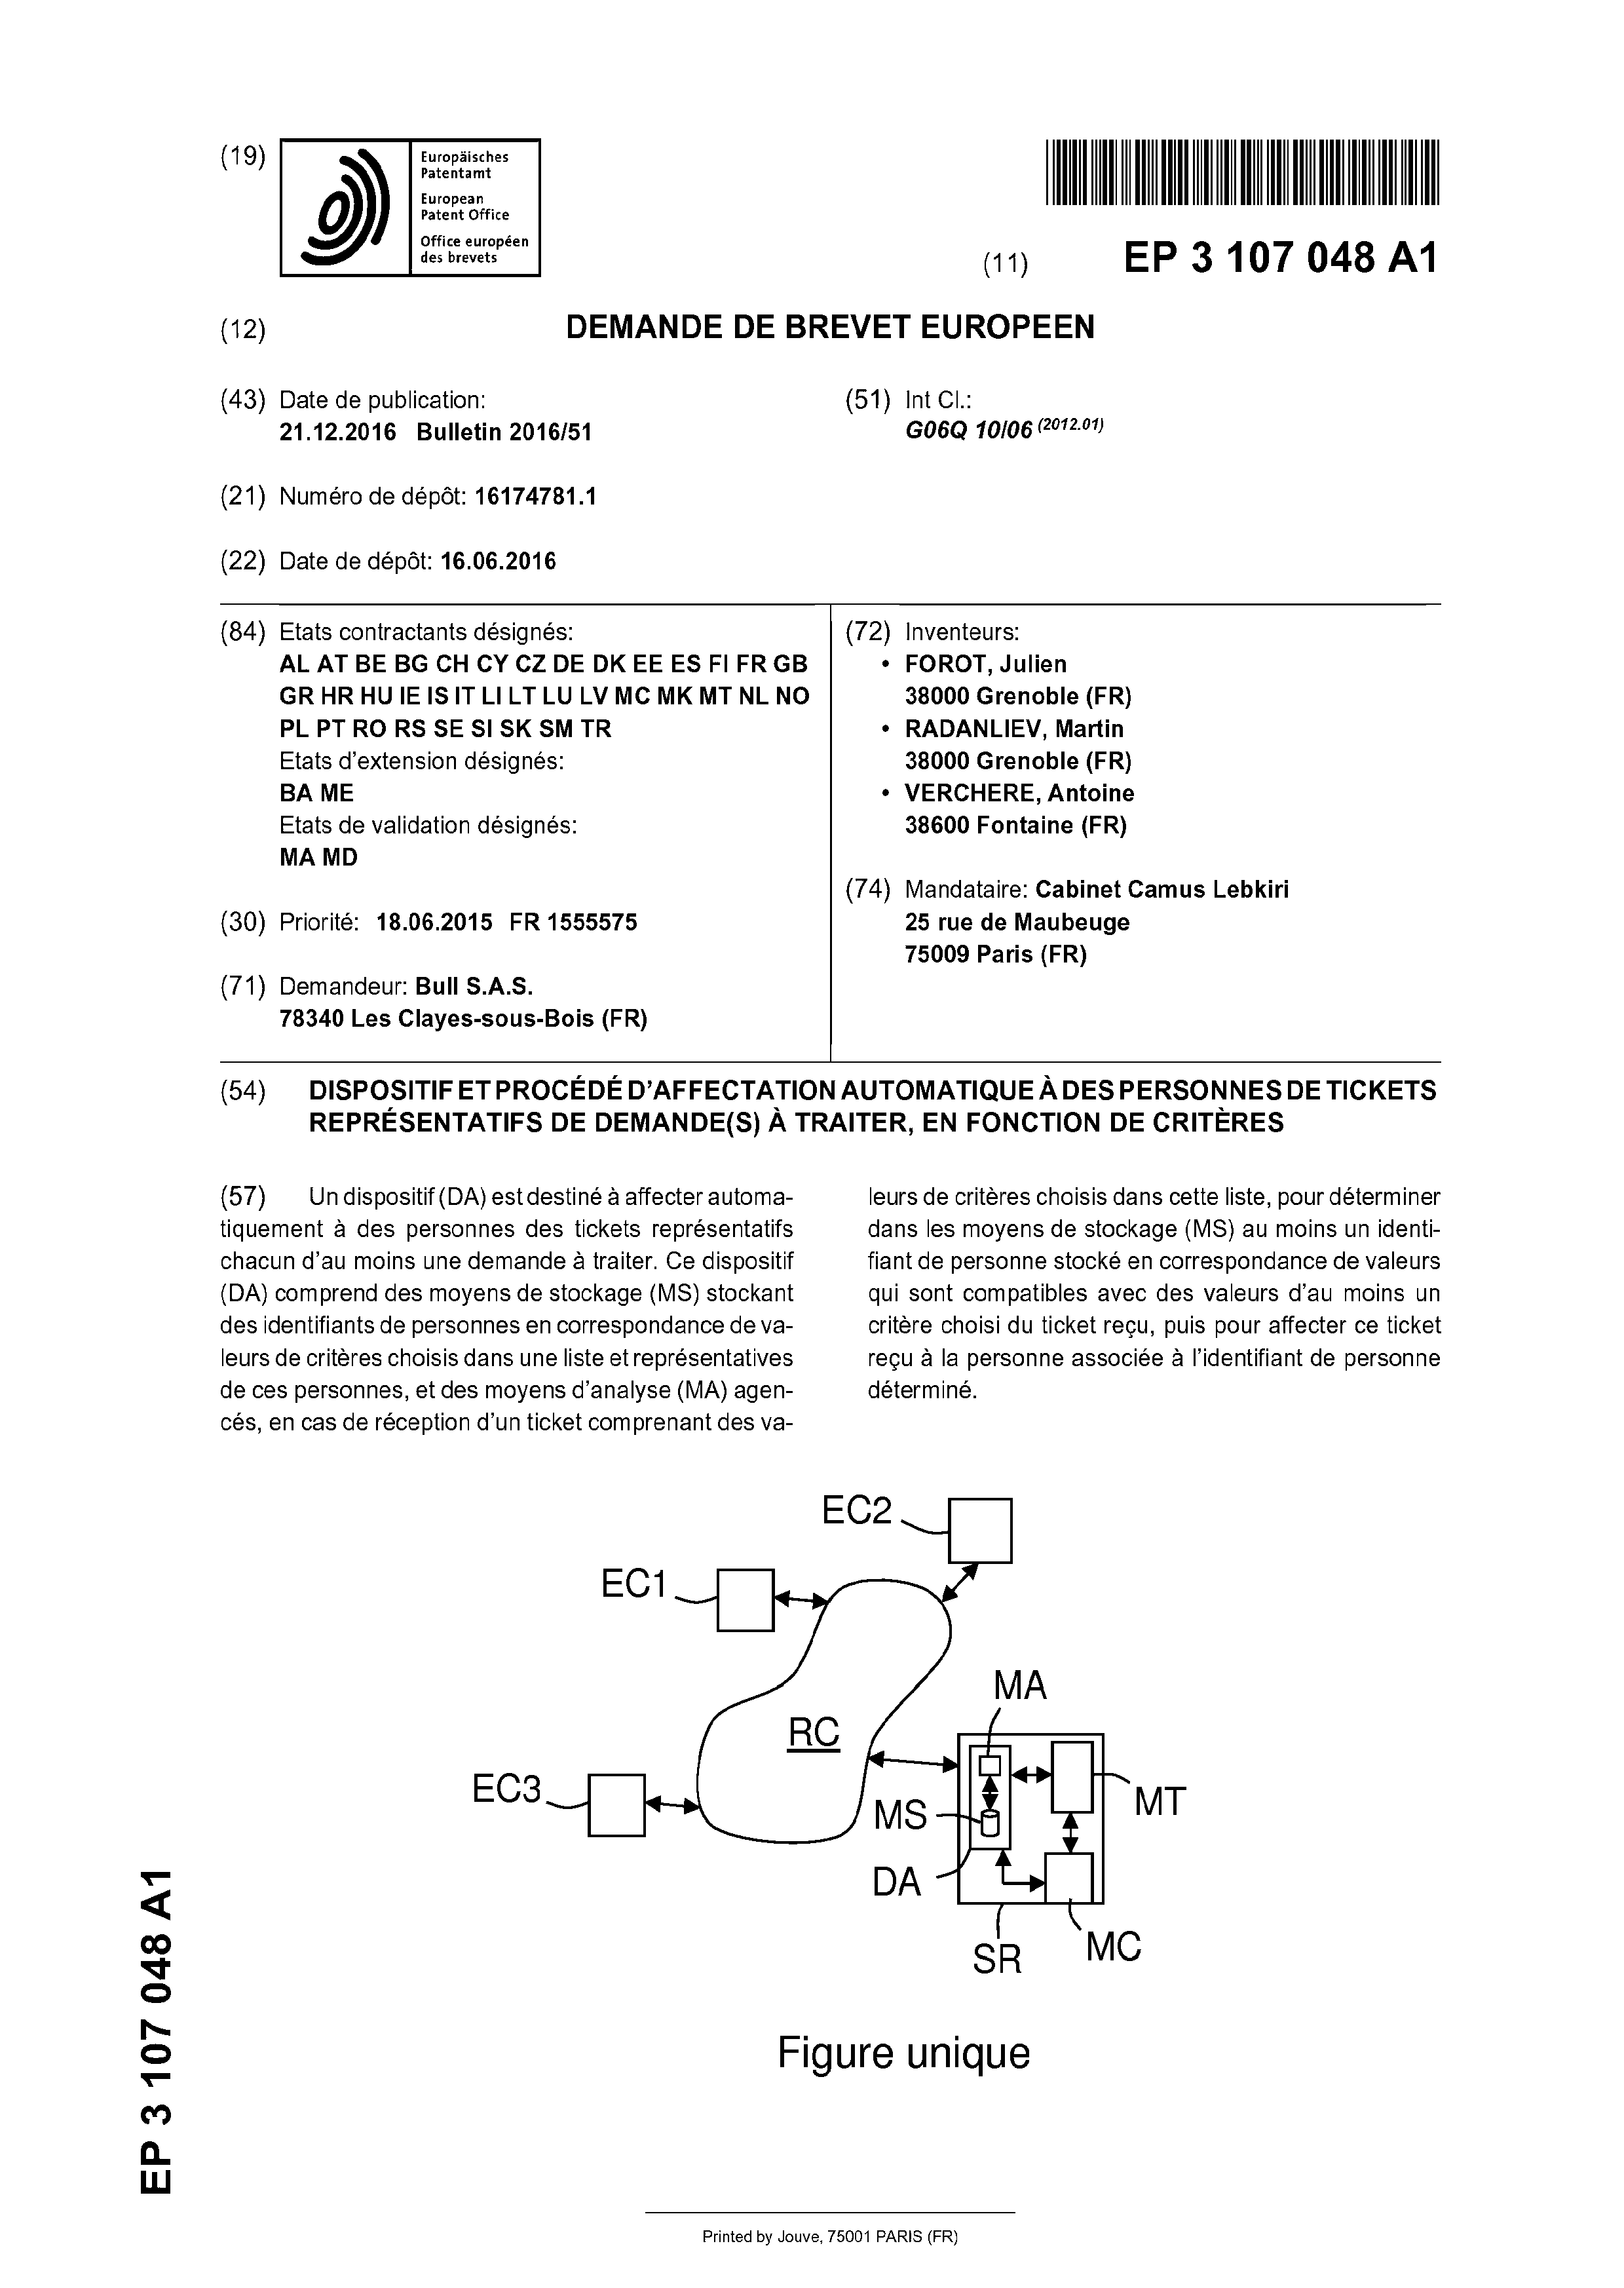 (19)
Europäisches
Patentamt
European
Patent Office
Office européen
des brevets
(11)
EP 3 107 048 A1
(12)
DEMANDE DE BREVET EUROPEEN
(43) Date de publication:
21.12.2016 Bulletin 2016/51
(51) Int Cl.:
G06Q 10/06 (2012.01)
(21) Numéro de dépôt: 16174781.1
(22) Date de dépôt: 16.06.2016
(84) Etats contractants désignés:
AL AT BE BG CH CY CZ DE DK EE ES FI FR GB
GR HR HU IE IS IT LI LT LU LV MC MK MT NL NO
PL PT RO RS SE SI SK SM TR
Etats d'extension désignés:
BA ME
Etats de validation désignés:
MA MD
(30) Priorité: 18.06.2015 FR 1555575
(71) Demandeur: Bull S.A.S.
78340 Les Clayes-sous-Bois (FR)
(72) Inventeurs:
• FOROT, Julien
38000 Grenoble (FR)
• RADANLIEV, Martin
38000 Grenoble (FR)
• VERCHERE, Antoine
38600 Fontaine (FR)
(74) Mandataire: Cabinet Camus Lebkiri
25 rue de Maubeuge
75009 Paris (FR)
(54) DISPOSITIF ET PROCÉDÉ D'AFFECTATION AUTOMATIQUE À DES PERSONNES DE TICKETS
REPRÉSENTATIFS DE DEMANDE(S) À TRAITER, EN FONCTION DE CRITÈRES
(57) Un dispositif (DA) est destiné à affecter automa-
tiquement à des personnes des tickets représentatifs
chacun d'au moins une demande à traiter. Ce dispositif
(DA) comprend des moyens de stockage (MS) stockant
des identifiants de personnes en correspondance de va-
leurs de critères choisis dans une liste et représentatives
de ces personnes, et des moyens d'analyse (MA) agen-
cés, en cas de réception d'un ticket comprenant des va-
leurs de critères choisis dans cette liste, pour déterminer
dans les moyens de stockage (MS) au moins un identi-
fiant de personne stocké en correspondance de valeurs
qui sont compatibles avec des valeurs d'au moins un
critère choisi du ticket reçu, puis pour affecter ce ticket
reçu à la personne associée à l'identifiant de personne
déterminé.
EC2
EC1
MA
RC
EC3
MS
MT
DA
SR
MC
Figure unique
EP 3 107 048 A1
Printed by Jouve, 75001 PARIS (FR)